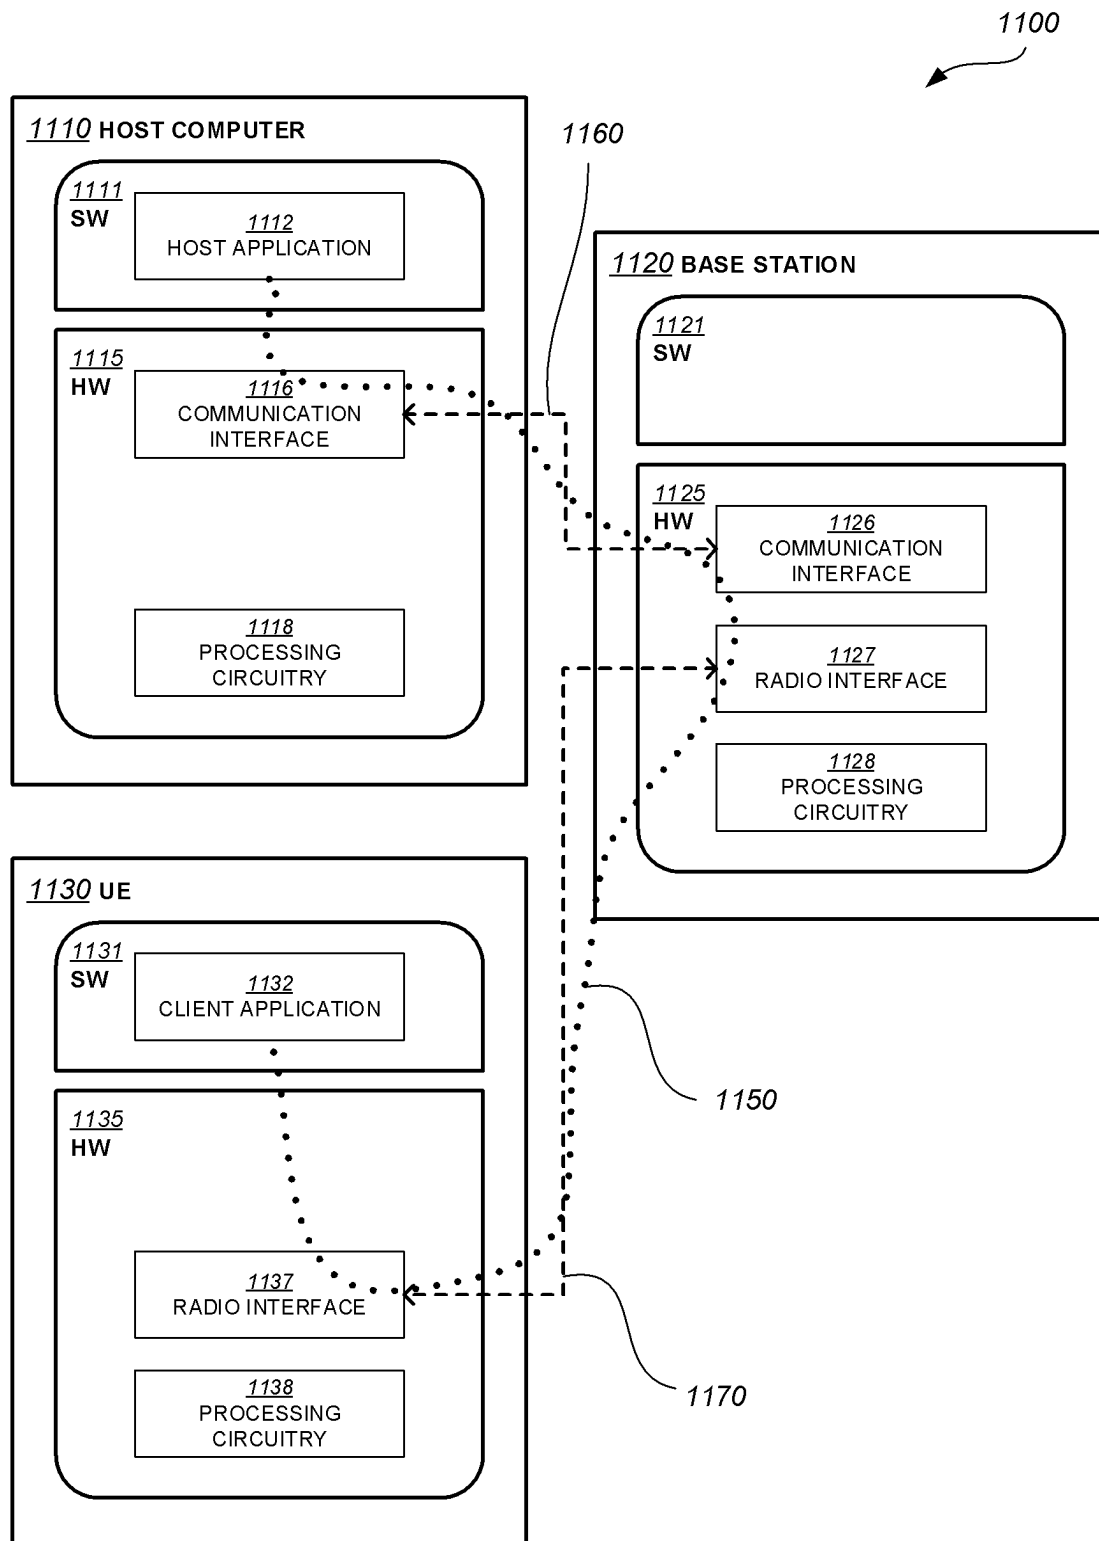 1100
1110 HOST COMPUTER
1111
SW
1112
HOST APPLICATION
1115
HW
1116
COMMUNICATION
INTERFACE
1118
PROCESSING
CIRCUITRY
1160
1120 BASE STATION
1121
SW
1125
HW
1126
COMMUNICATION
INTERFACE
1127
RADIO INTERFACE
1128
PROCESSING
CIRCUITRY
1130 UE
1131
SW
1132
CLIENT APPLICATION
1135
HW
1137
RADIO INTERFACE
1138
PROCESSING
CIRCUITRY
1150
1170